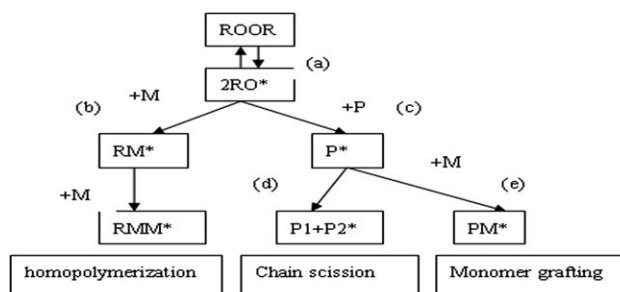 ROOR
(a)
2RO*
(b) +M +P (c)
RM* P*
+M (d) +M (e)
RMM* P1+P2* PM*
homopolymerization Chain scission Monomer grafting